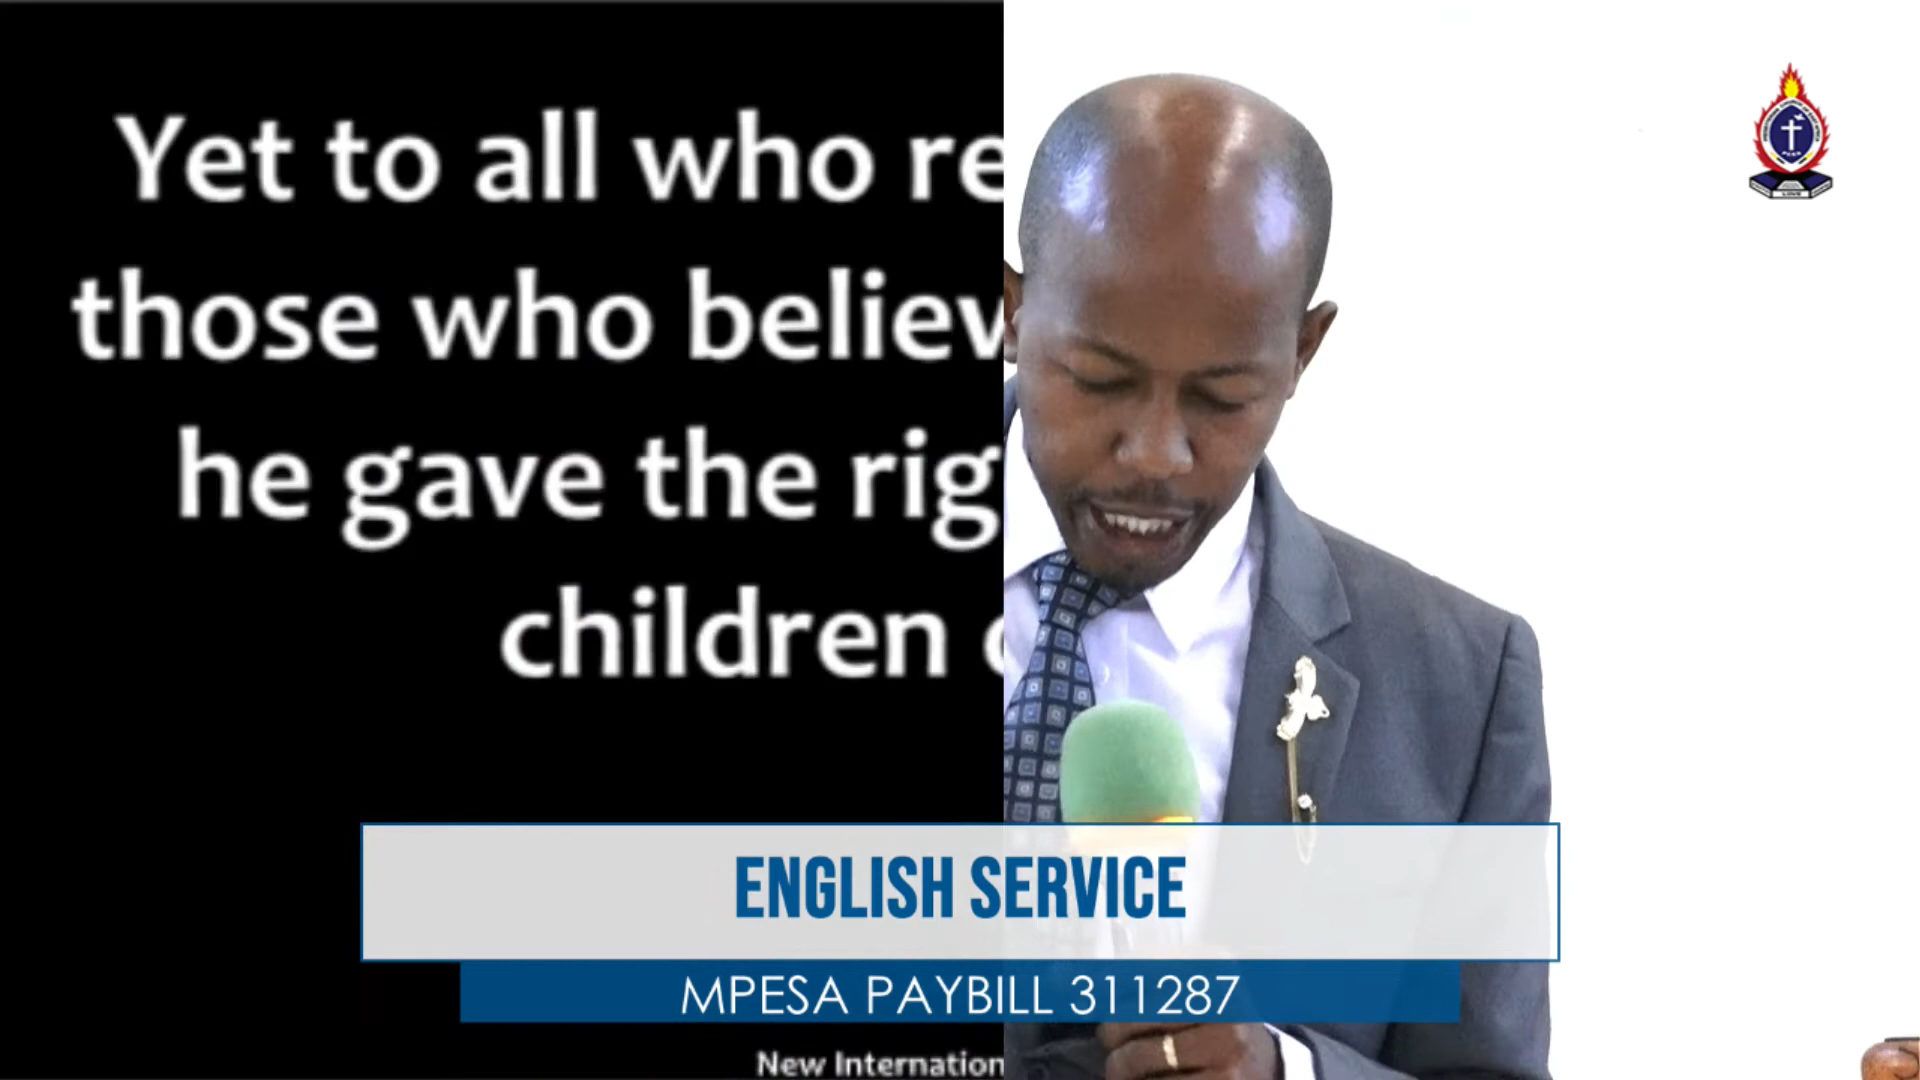 Yet to all who re
those who believ
he gave the rig
children
ENGLISH SERVICE
MPESA PAYBILL 311287
New Internation